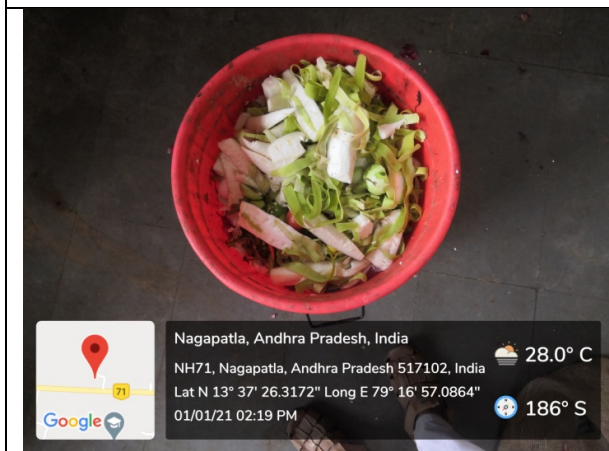 Nagapatla, Andhra Pradesh, India
NH71, Nagapatla, Andhra Pradesh 517102, India
Lat N 13° 37' 26.3172" Long E 79° 16' 57.0864"
01/01/21 02:19 PM
28.0° C
186° S
71
Google